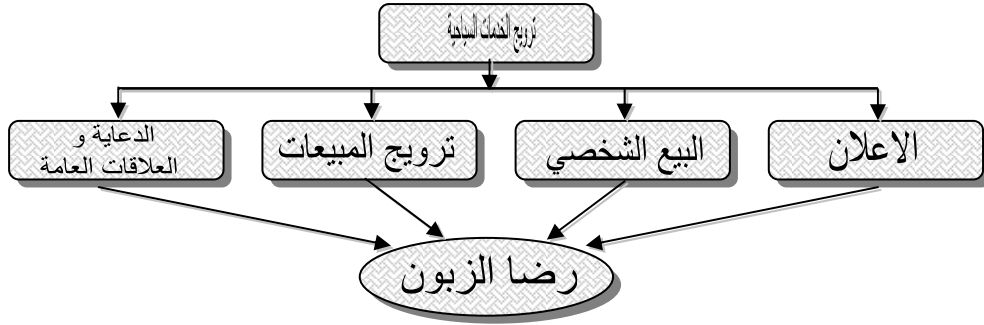 ترويج الخدمات السياحية
الاعلان
البيع الشخصي
ترويج المبيعات
الدعاية و
العلاقات العامة
رضا الزبون